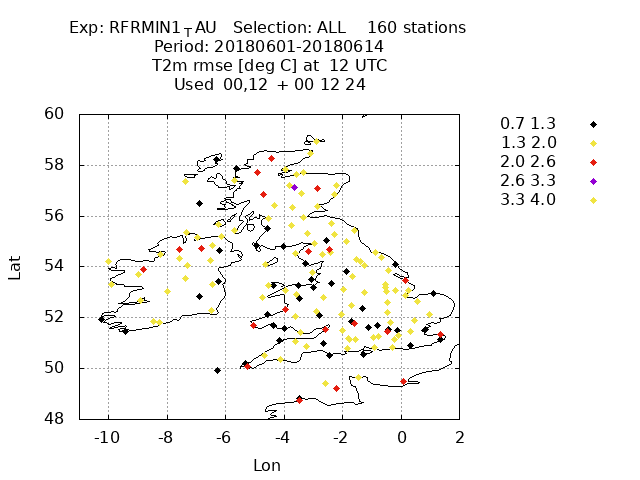 Exp: RFRMIN1_TAU Selection: ALL 160 stations
Period: 20180601-20180614
T2m rmse [deg C] at 12 UTC
Used 00,12 + 00 12 24
60
58
56
54
52
50
48
-10 -8 -6 -4 -2 0 2
Lat
Lon
0.7 1.3
1.3 2.0
2.0 2.6
2.6 3.3
3.3 4.0